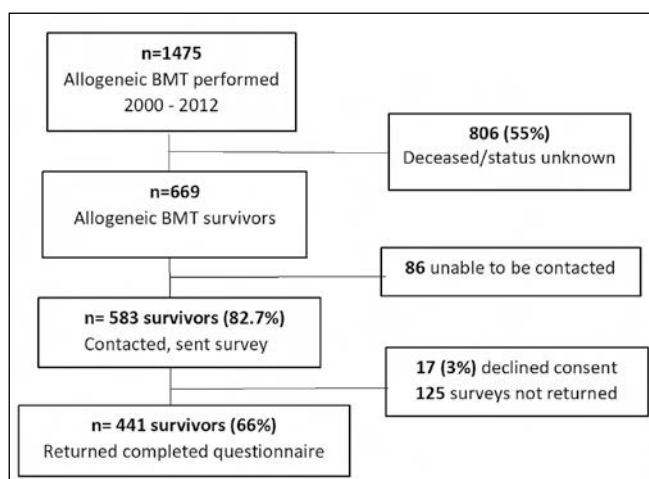 n=1475
Allogeneic BMT performed
2000 - 2012
806 (55%)
Deceased/status unknown
n=669
Allogeneic BMT survivors
86 unable to be contacted
n= 583 survivors (82.7%)
Contacted, sent survey
17 (3%) declined consent
125 surveys not returned
n= 441 survivors (66%)
Returned completed questionnaire